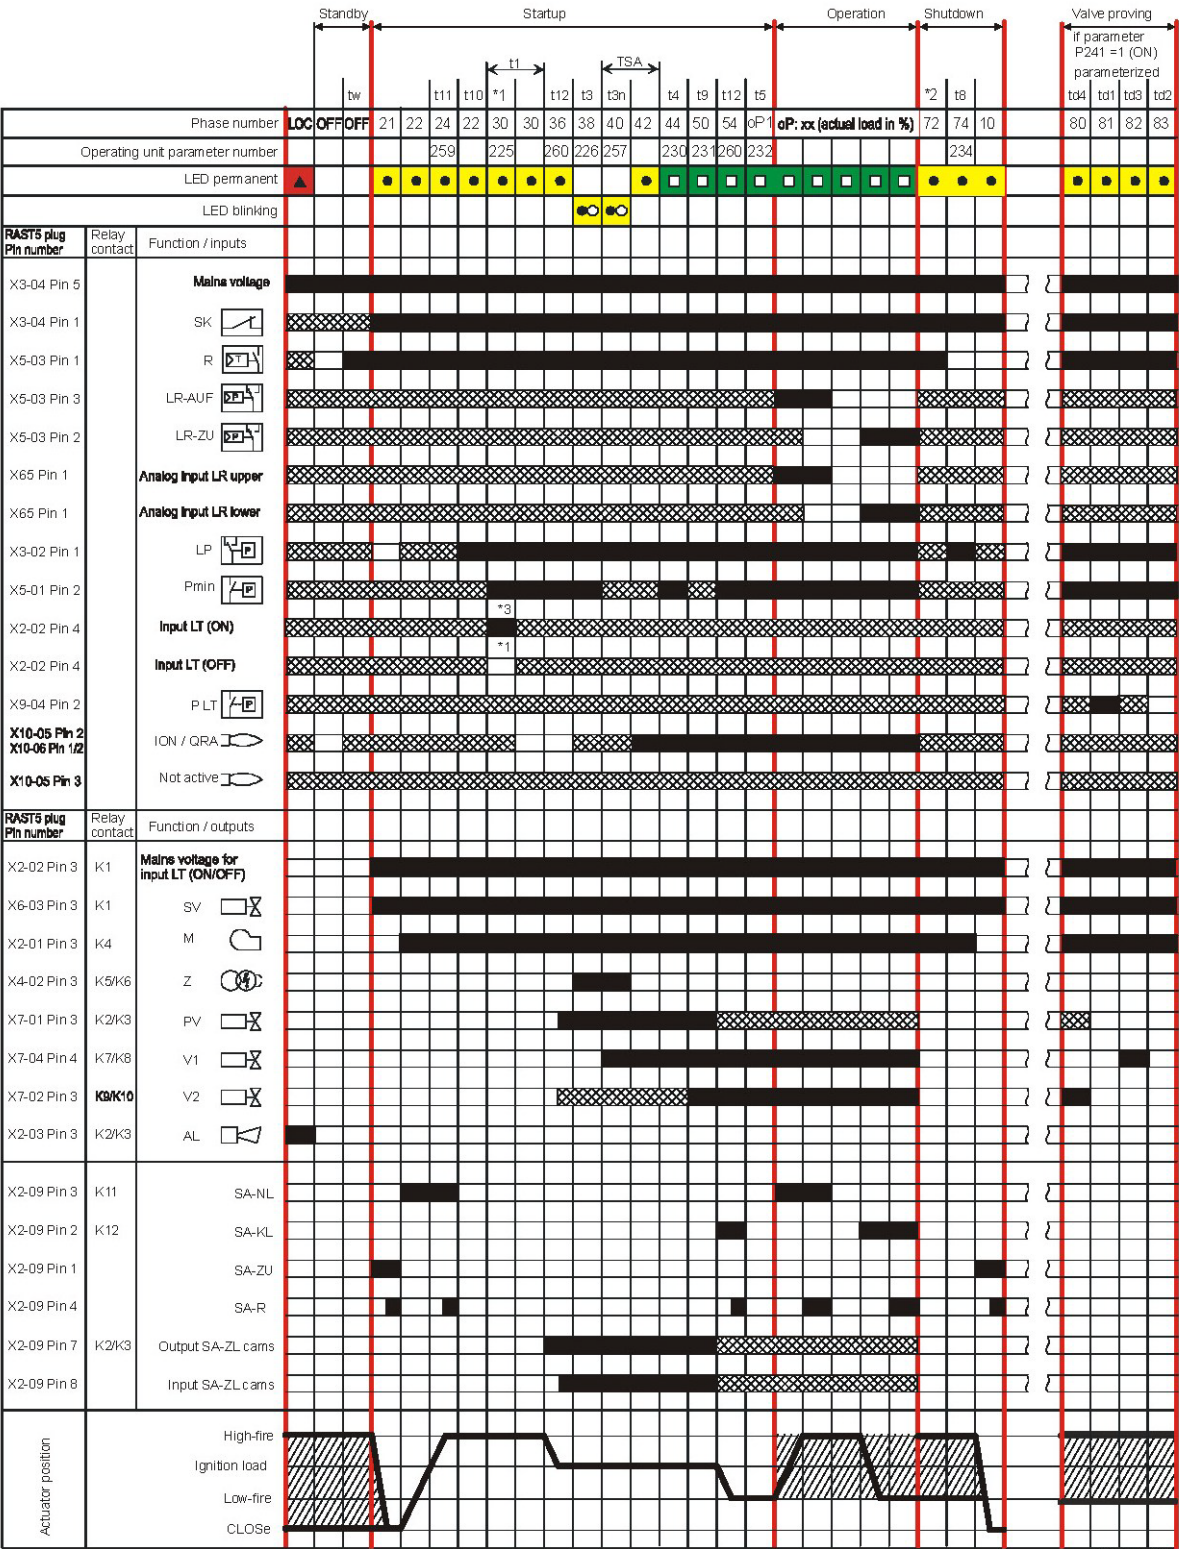 Standby Startup Operation Shutdown Valve proving
if parameter
P241 =1 (ON)
parameterized
t1 TSA
tw t11 t10 *1 t12 t3 t3n t4 t9 t12 t5 *2 t8 td4 td1 td3 td2
Phase number LOC OFF OFF 21 22 24 22 30 30 36 38 40 42 44 50 54 oP1 oP: xx (actual load in %) 72 74 10 80 81 82 83
Operating unit parameter number 259 225 260 226 257 230 231 260 232 234
LED permanent
LED blinking
RAST5 plug Pin number Relay contact Function / inputs
X3-04 Pin 5 Mains voltage
X3-04 Pin 1 SK
X5-03 Pin 1 R T
X5-03 Pin 3 LR-AUF P
X5-03 Pin 2 LR-ZU P
X65 Pin 1 Analog Input LR upper
X65 Pin 1 Analog Input LR lower
X3-02 Pin 1 LP P
X5-01 Pin 2 Pmin P
*3
X2-02 Pin 4 Input LT (ON)
*1
X2-02 Pin 4 Input LT (OFF)
X9-04 Pin 2 P LT P
X10-05 Pin 2
X10-06 Pin 1/2 ION / QRA
X10-05 Pin 3 Not active
RAST5 plug Pin number Relay contact Function / outputs
X2-02 Pin 3 K1 Mains voltage for input LT (ON/OFF)
X6-03 Pin 3 K1 SV
X2-01 Pin 3 K4 M
X4-02 Pin 3 K5/K6 Z
X7-01 Pin 3 K2/K3 PV
X7-04 Pin 4 K7/K8 V1
X7-02 Pin 3 K9/K10 V2
X2-03 Pin 3 K2/K3 AL
X2-09 Pin 3 K11 SA-NL
X2-09 Pin 2 K12 SA-KL
X2-09 Pin 1 SA-ZU
X2-09 Pin 4 SA-R
X2-09 Pin 7 K2/K3 Output SA-ZL cams
X2-09 Pin 8 Input SA-ZL cams
Actuator position
High-fire
Ignition load
Low-fire
CLOSe